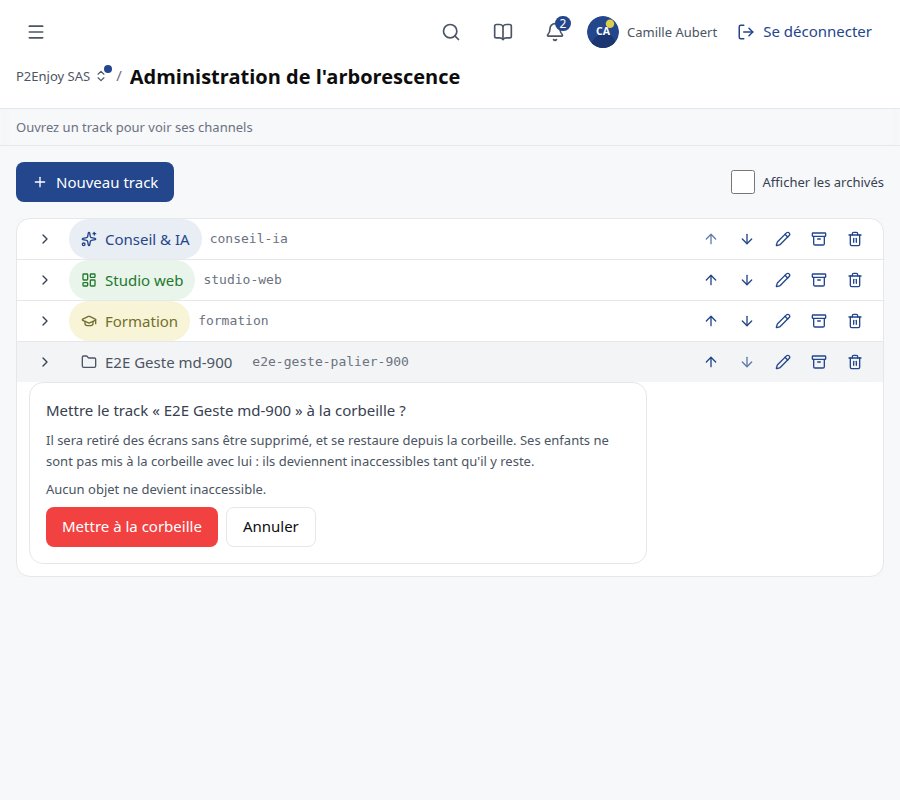 2
CA
Camille Aubert
Se déconnecter
P2Enjoy SAS / Administration de l'arborescence
Ouvrez un track pour voir ses channels
Nouveau track
Afficher les archivés
Conseil & IA conseil-ia
Studio web studio-web
Formation formation
E2E Geste md-900 e2e-geste-palier-900
Mettre le track « E2E Geste md-900 » à la corbeille ?
Il sera retiré des écrans sans être supprimé, et se restaure depuis la corbeille. Ses enfants ne
sont pas mis à la corbeille avec lui : ils deviennent inaccessibles tant qu'il y reste.
Aucun objet ne devient inaccessible.
Mettre à la corbeille Annuler